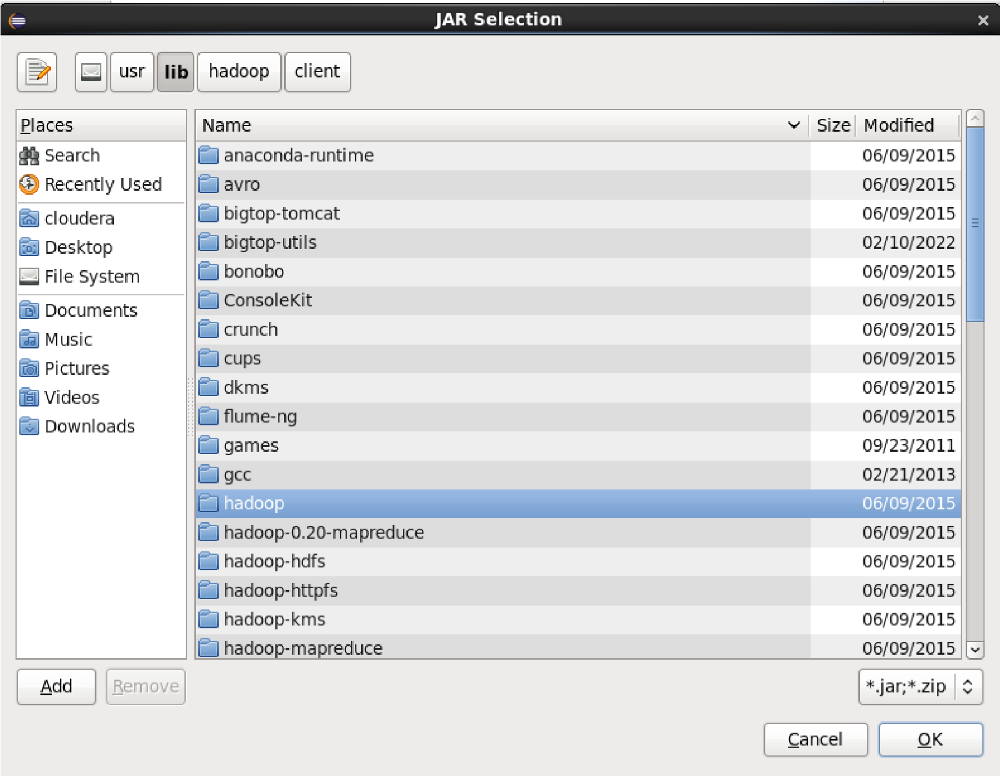 JAR Selection
usr lib hadoop client
Places
Search
Recently Used
cloudera
Desktop
File System
Documents
Music
Pictures
Videos
Downloads
Name Size Modified
anaconda-runtime 06/09/2015
avro 06/09/2015
bigtop-tomcat 06/09/2015
bigtop-utils 02/10/2022
bonobo 06/09/2015
ConsoleKit 06/09/2015
crunch 06/09/2015
cups 06/09/2015
dkms 06/09/2015
flume-ng 06/09/2015
games 09/23/2011
gcc 02/21/2013
hadoop 06/09/2015
hadoop-0.20-mapreduce 06/09/2015
hadoop-hdfs 06/09/2015
hadoop-httpfs 06/09/2015
hadoop-kms 06/09/2015
hadoop-mapreduce 06/09/2015
Add Remove *.jar;*.zip
Cancel OK